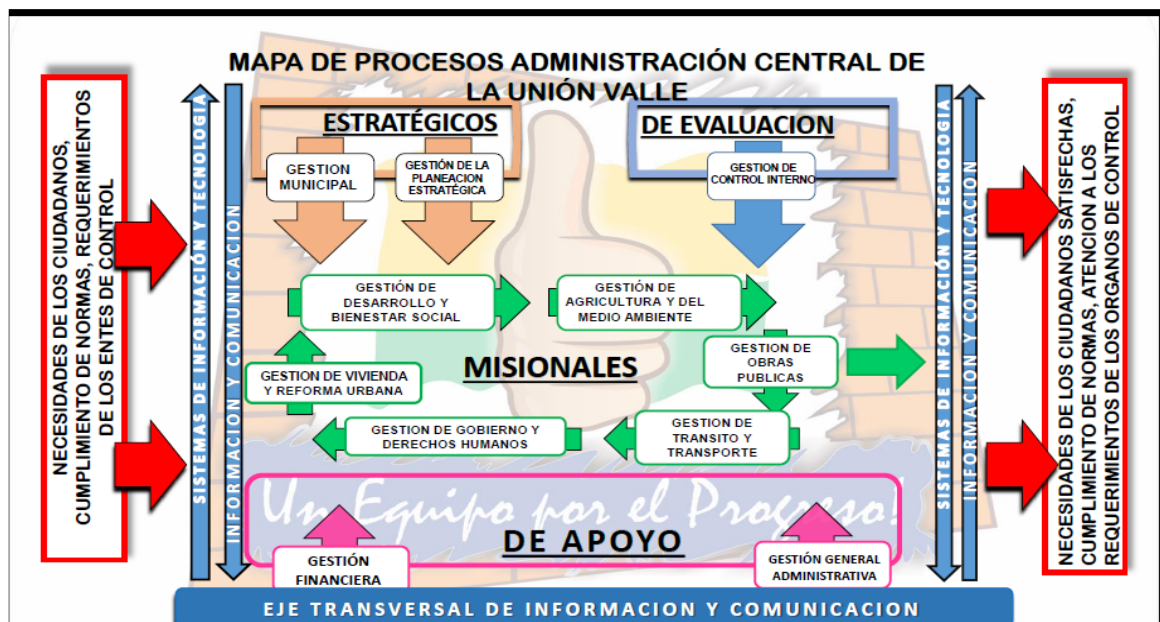 MAPA DE PROCESOS ADMINISTRACIÓN CENTRAL DE
LA UNIÓN VALLE
NECESIDADES DE LOS CIUDADANOS,
CUMPLIMIENTO DE NORMAS, REQUERIMIENTOS
DE LOS ENTES DE CONTROL
SISTEMAS DE INFORMACIÓN Y TECNOLOGIA
INFORMACION Y COMUNICACION
ESTRATÉGICOS
GESTION
MUNICIPAL
GESTIÓN DE LA
PLANEACION
ESTRATÉGICA
DE EVALUACION
GESTION DE
CONTROL INTERNO
GESTIÓN DE
DESARROLLO Y
BIENESTAR SOCIAL
GESTIÓN DE
AGRICULTURA Y DEL
MEDIO AMBIENTE
MISIONALES
GESTION DE
OBRAS
PUBLICAS
GESTION DE VIVIENDA
Y REFORMA URBANA
GESTION DE GOBIERNO Y
DERECHOS HUMANOS
GESTION DE
TRANSITO Y
TRANSPORTE
Un Equipo por el Progreso!
DE APOYO
GESTIÓN
FINANCIERA
GESTIÓN GENERAL
ADMINISTRATIVA
SISTEMAS DE INFORMACIÓN Y TECNOLOGIA
INFORMACION Y COMUNICACION
NECESIDADES DE LOS CIUDADANOS SATISFECHAS,
CUMPLIMIENTO DE NORMAS, ATENCION A LOS
REQUERIMIENTOS DE LOS ORGANOS DE CONTROL
EJE TRANSVERSAL DE INFORMACION Y COMUNICACION